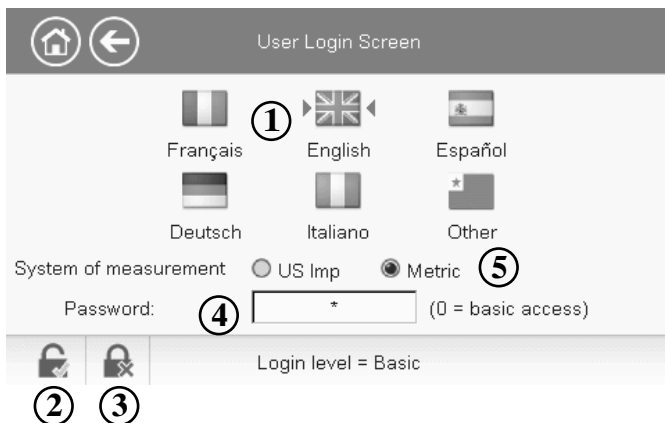 User Login Screen
1
Français English Español
Deutsch Italiano Other
System of measurement US Imp Metric 5
Password: 4 * (0 = basic access)
Login level = Basic
2 3